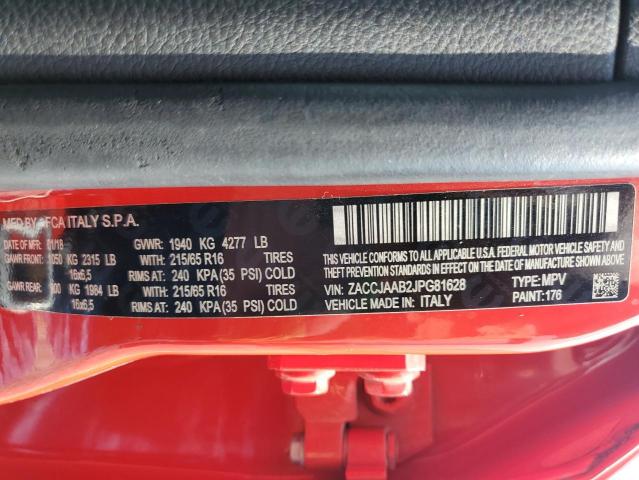 MFD BY FCA ITALY S.P.A.
DATE OF MFR 01/18 GVWR: 1940 KG 4277 LB
GAWR FRONT: 1050 KG 2315 LB WITH: 215/65 R16 TIRES
16x6,5 RIMS AT: 240 KPA(35 PSI) COLD
GAWR REAR: 900 KG 1984 LB WITH: 215/65 R16 TIRES
16x6,5 RIMS AT: 240 KPA(35 PSI) COLD
THIS VEHICLE CONFORMS TO ALL APPLICABLE U.S.A. FEDERAL MOTOR VEHICLE SAFETY AND
STANDARDS IN EFFECT ON THE DATE OF MANUFACTURE SHOWN ABOVE.
VIN: ZACCJAAB2JPG81628 TYPE: MPV
VEHICLE MADE IN: ITALY PAINT: 176